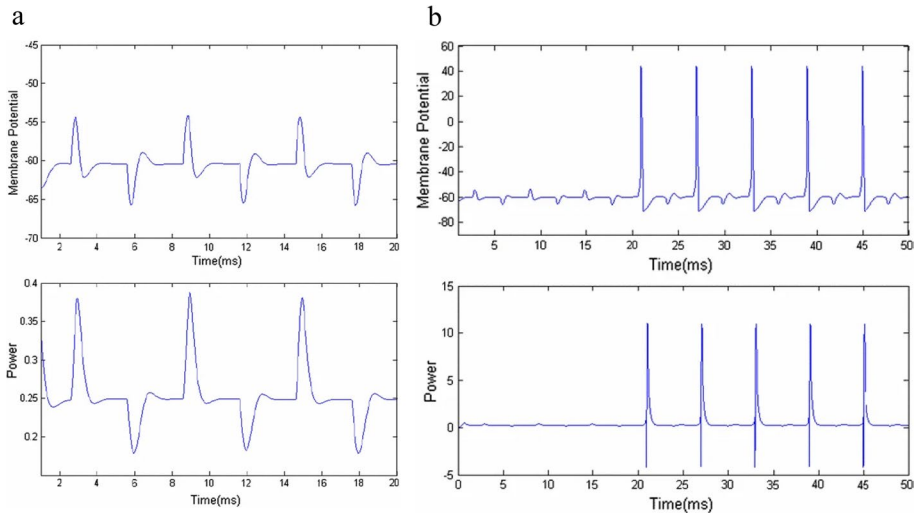 a
-45
-50
-55
-60
-65
-70
Membrane Potential
2 4 6 8 10 12 14 16 18 20
Time(ms)
0.4
0.35
0.3
0.25
0.2
Power
2 4 6 8 10 12 14 16 18 20
Time(ms)
b
60
40
20
0
-20
-40
-60
-80
Membrane Potential
5 10 15 20 25 30 35 40 45 50
Time(ms)
15
10
5
0
-5
Power
0 5 10 15 20 25 30 35 40 45 50
Time(ms)